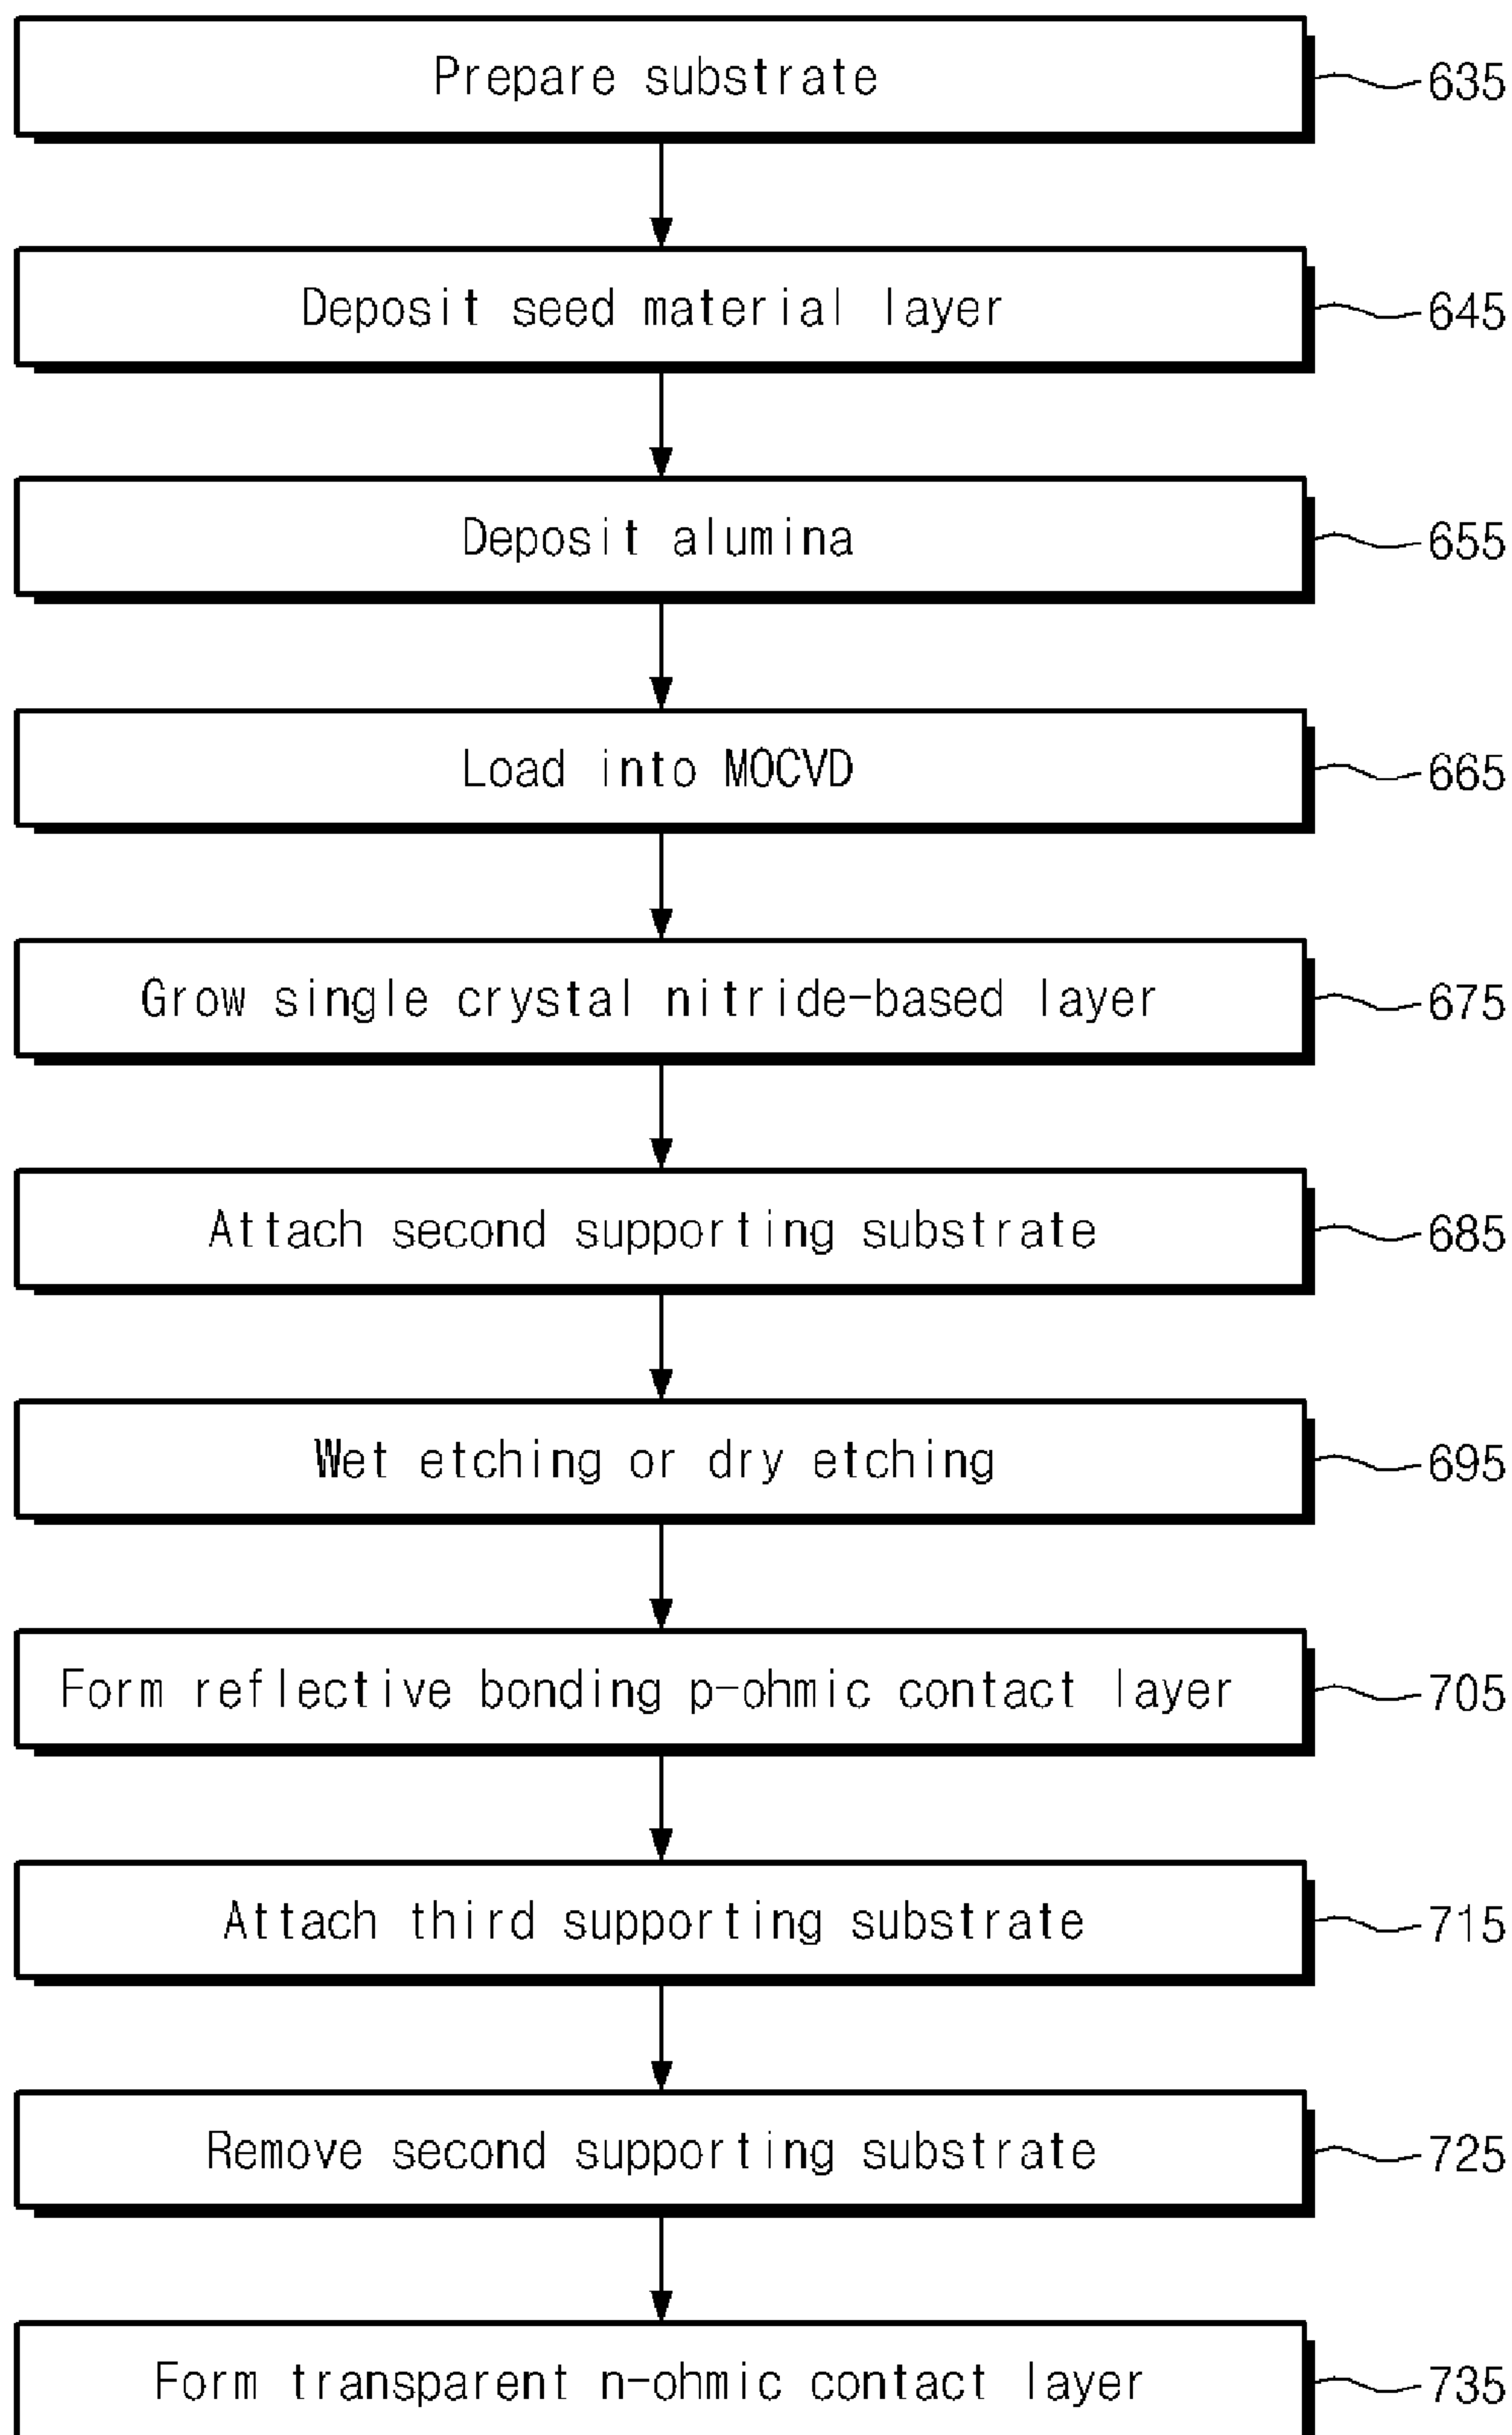 Prepare substrate 635
Deposit seed material layer 645
Deposit alumina 655
Load into MOCVD 665
Grow single crystal nitride-based layer 675
Attach second supporting substrate 685
Wet etching or dry etching 695
Form reflective bonding p-ohmic contact layer 705
Attach third supporting substrate 715
Remove second supporting substrate 725
Form transparent n-ohmic contact layer 735